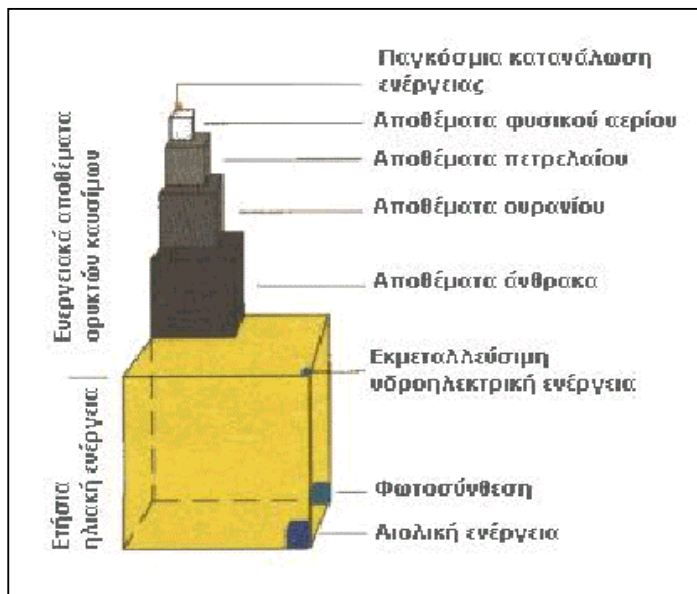 Παγκόσμια κατανάλωση
ενέργειας
Αποθέματα φυσικού αερίου
Αποθέματα πετρελαίου
Αποθέματα ουρανίου
Αποθέματα άνθρακα
Εκμεταλλεύσιμη
υδροηλεκτρική ενέργεια
Φωτοσύνθεση
Αιολική ενέργεια
Ευεργειακά αποθέματα
ορυκτών καυσίμων
Ετήσια
ηλιακή ενέργεια